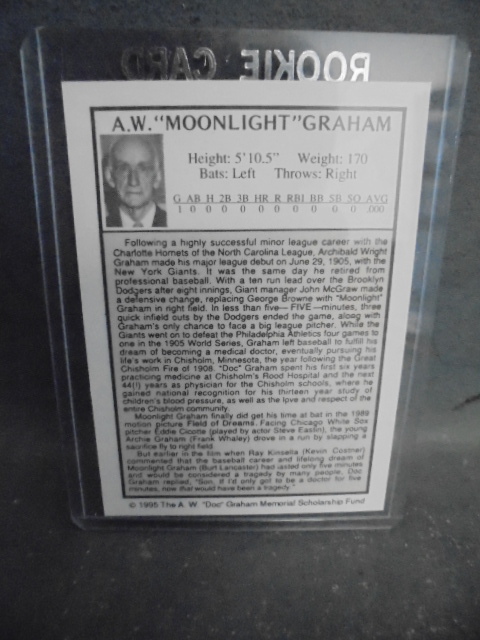 ROOKIE CARD
A.W. "MOONLIGHT" GRAHAM
Height: 5'10.5" Weight: 170
Bats: Left Throws: Right
G AB H 2B 3B HR R RBI BB SB SO AVG
1 0 0 0 0 0 0 0 0 0 0 .000
Following a highly successful minor league career with the
Charlotte Hornets of the North Carolina League, Archibald Wright
Graham made his major league debut on June 29, 1905, with the
New York Giants. It was the same day he retired from
professional baseball. With a ten run lead over the Brooklyn
Dodgers after eight innings, Giant manager John McGraw made
a defensive change, replacing George Browne with "Moonlight"
Graham in right field. In less than five— FIVE —minutes, three
quick infield outs by the Dodgers ended the game, along with
Graham's only chance to face a big league pitcher. While the
Giants went on to defeat the Philadelphia Athletics four games to
one in the 1905 World Series, Graham left baseball to fulfill his
dream of becoming a medical doctor, eventually pursuing his
life's work in Chisholm, Minnesota, the year following the Great
Chisholm Fire of 1908. "Doc" Graham spent his first six years
practicing medicine at Chisholm's Rood Hospital and the next
44(!) years as physician for the Chisholm schools, where he
gained national recognition for his thirteen year study of
children's blood pressure, as well as the love and respect of the
entire Chisholm community.
Moonlight Graham finally did get his time at bat in the 1989
motion picture Field of Dreams. Facing Chicago White Sox
pitcher Eddie Cicotte (played by actor Steve Eastin), the young
Archie Graham (Frank Whaley) drove in a run by slapping a
sacrifice fly to right field.
But earlier in the film when Ray Kinsella (Kevin Costner)
commented that the baseball career and lifelong dream of
Moonlight Graham (Burt Lancaster) had lasted only five minutes
and would be considered a tragedy by many people, Doc
Graham replied, "Son, if I'd only got to be a doctor for five
minutes, now that would have been a tragedy."
© 1995 The A. W. "Doc" Graham Memorial Scholarship Fund